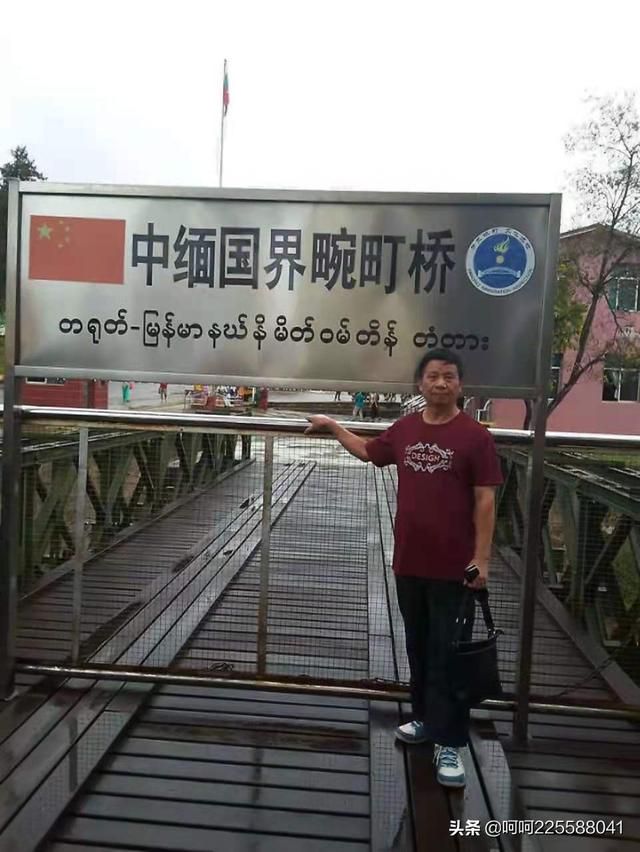 中缅国界畹町桥
တရုတ်-မြန်မာနယ်နိမိတ်ဝမ်တိန် တံတား
DESIGN
头条 @呵呵225588041